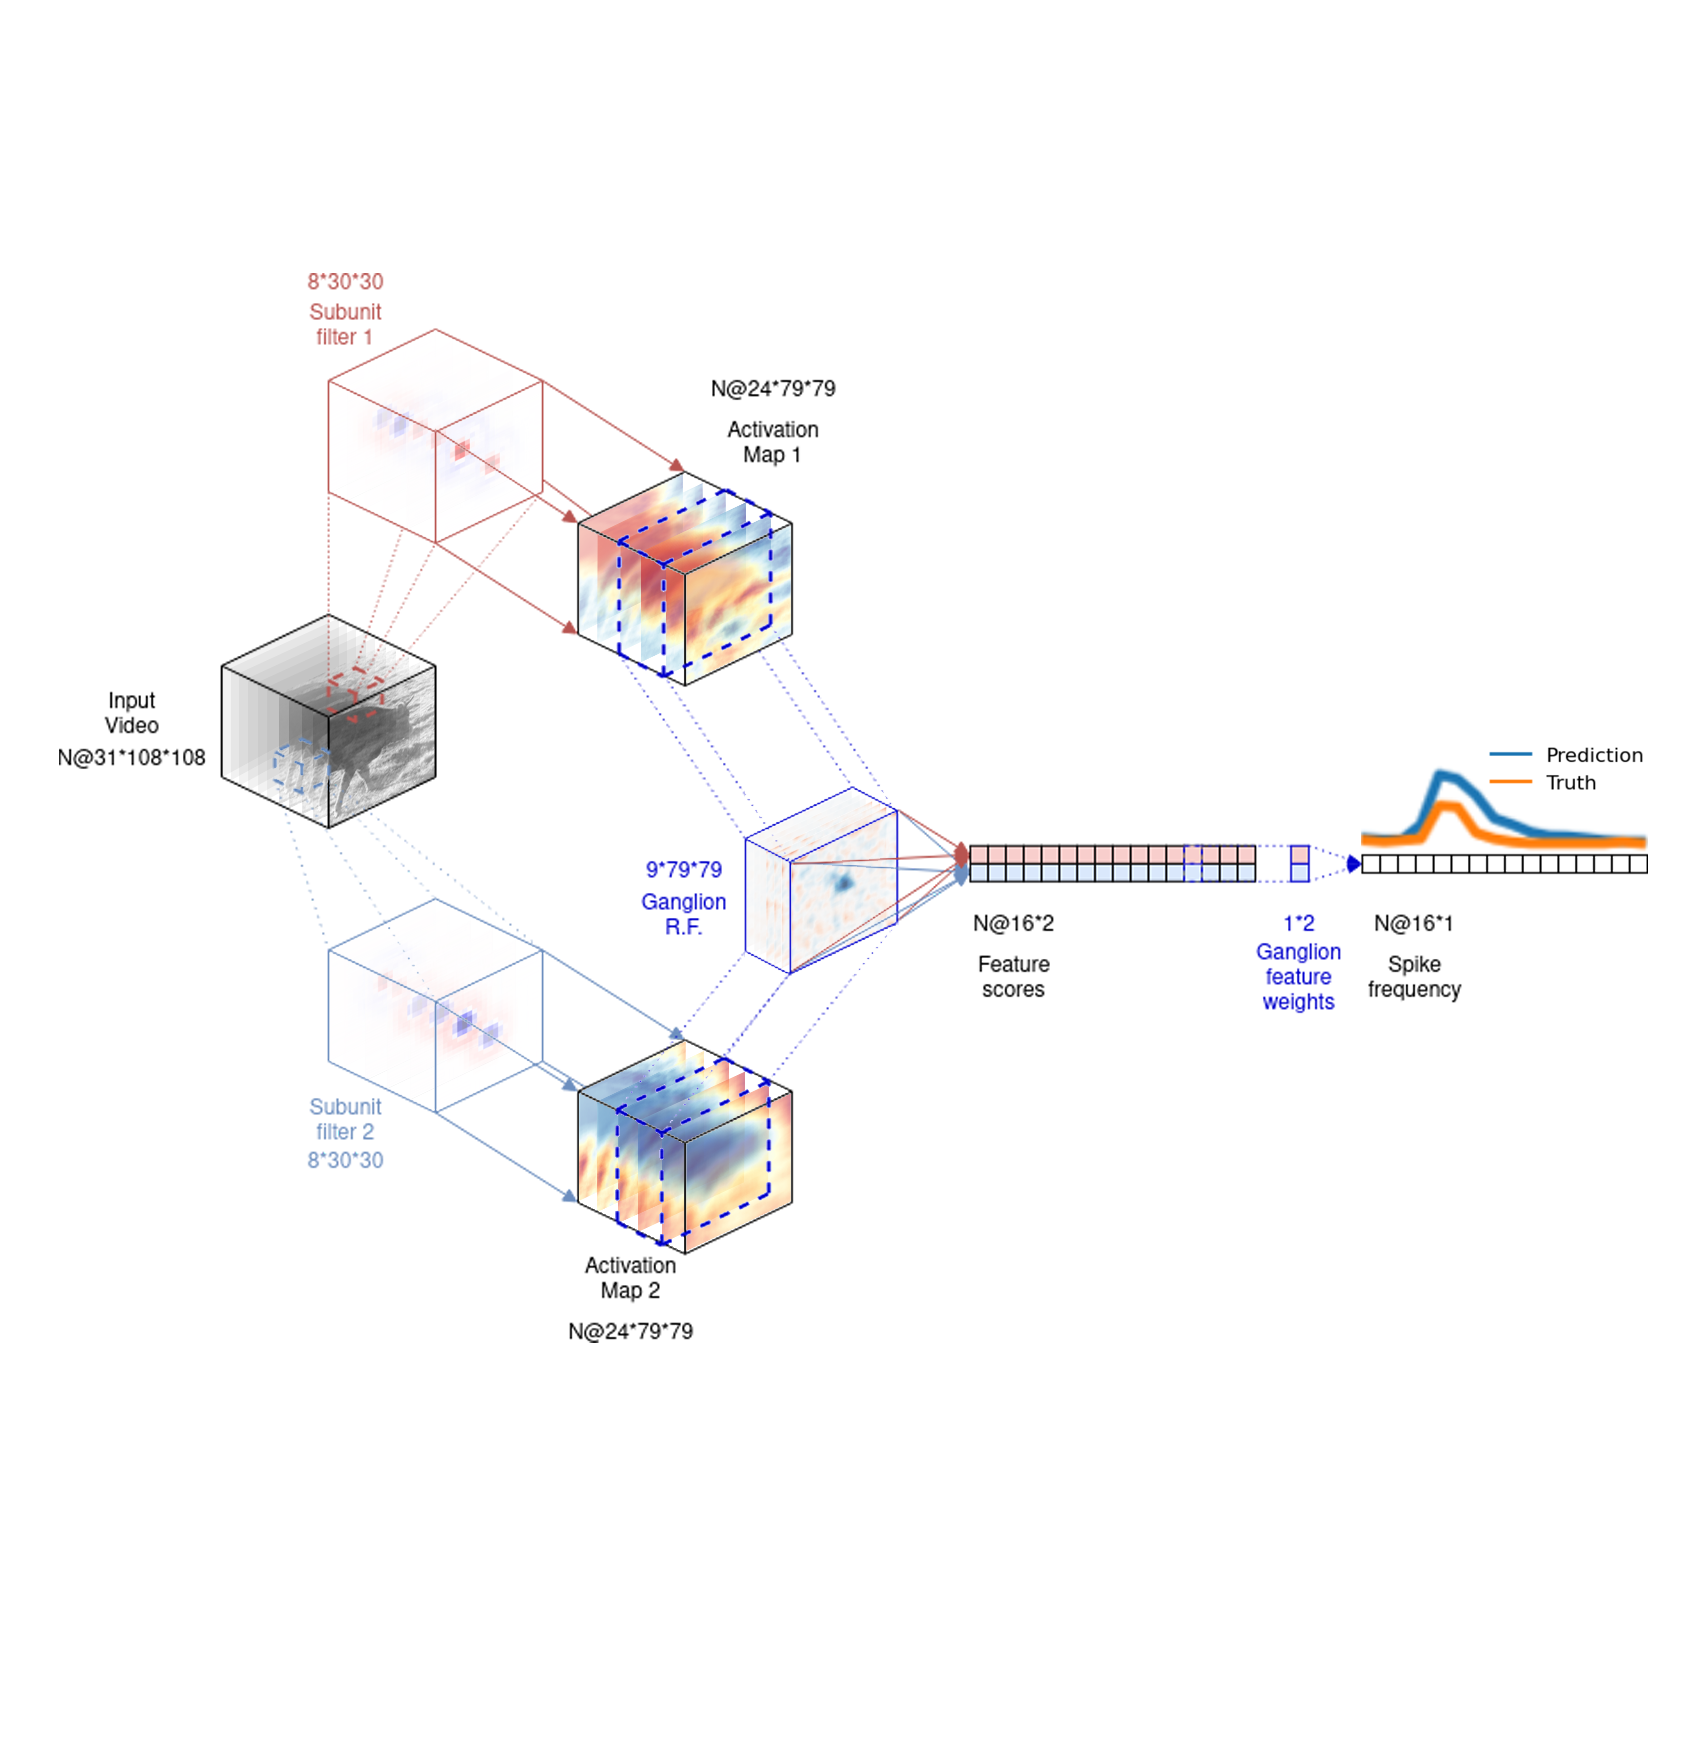 8*30*30
Subunit
filter 1
N@24*79*79
Activation
Map 1
Input
Video
N@31*108*108
Prediction
Truth
9*79*79
Ganglion
R.F.
N@16*2
Feature
scores
1*2
Ganglion
feature
weights
N@16*1
Spike
frequency
Subunit
filter 2
8*30*30
Activation
Map 2
N@24*79*79